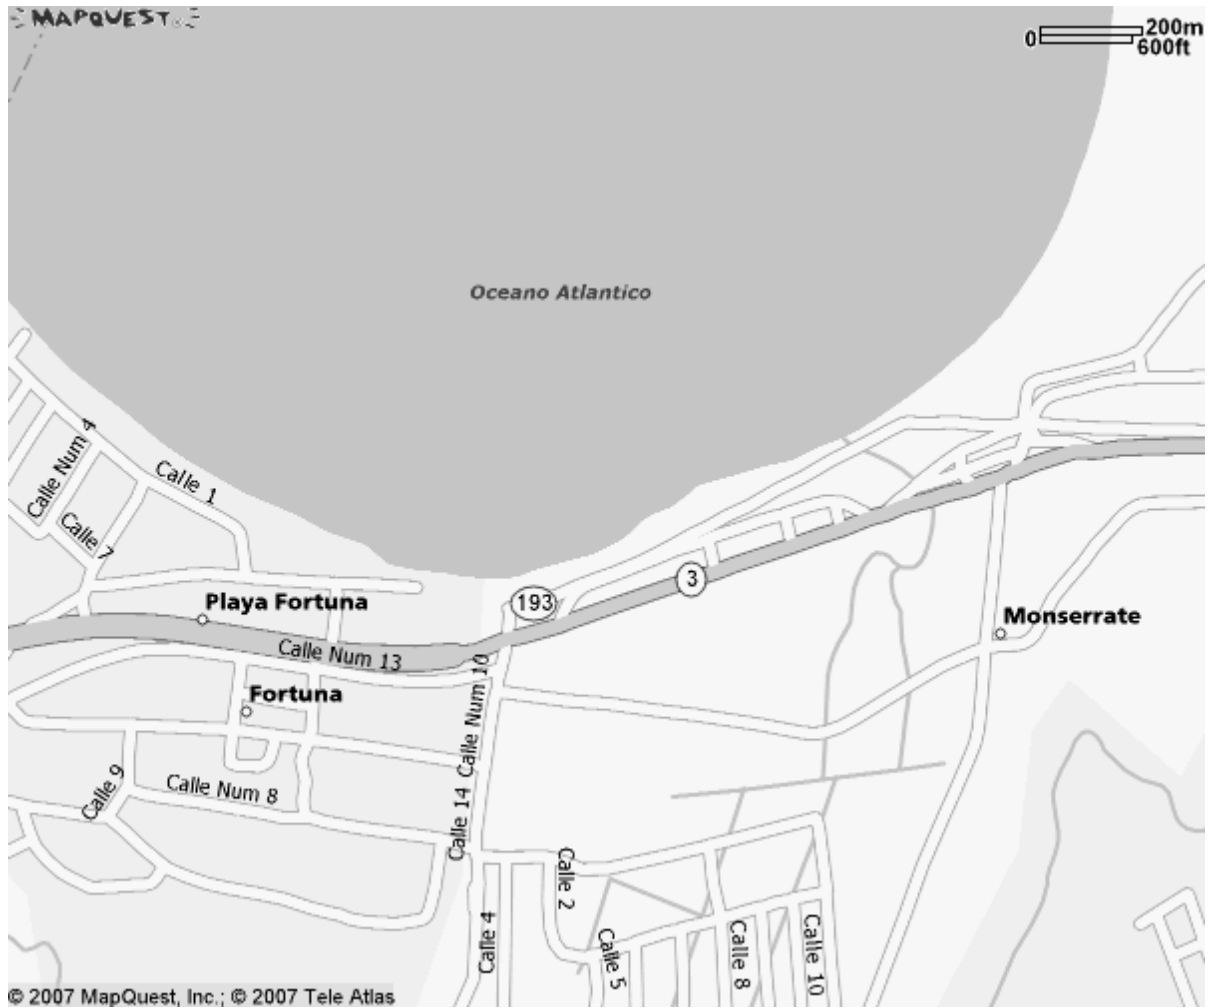 MAPQUEST
200m
0
600ft
Oceano Atlantico
Calle Num 4
Calle 1
Calle 7
3
193
Playa Fortuna
Monserrate
Calle Num 13
Fortuna
Calle Num 10
Calle 9
Calle Num 8
Calle 14
Calle 2
Calle 4
Calle 5
Calle 8
Calle 10
© 2007 MapQuest, Inc.; © 2007 Tele Atlas